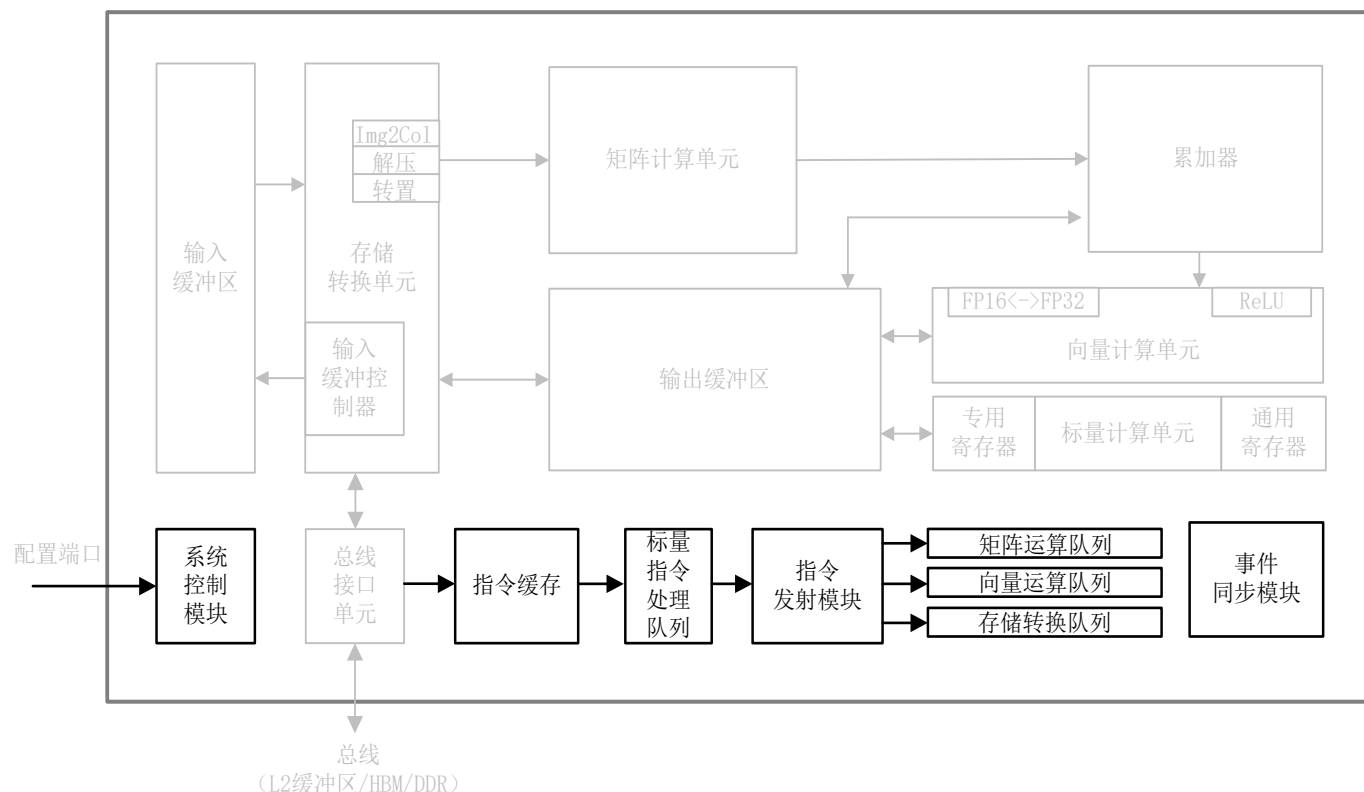 Img2Col
解压
转置
输入
缓冲区
存储
转换单元
输入
缓冲控
制器
矩阵计算单元
累加器
输出缓冲区
FP16<->FP32
ReLU
向量计算单元
专用
寄存器
标量计算单元
通用
寄存器
配置端口
系统
控制
模块
总线
接口
单元
指令缓存
标量
指令
处理
队列
指令
发射模块
矩阵运算队列
向量运算队列
存储转换队列
事件
同步模块
总线
(L2缓冲区/HBM/DDR)